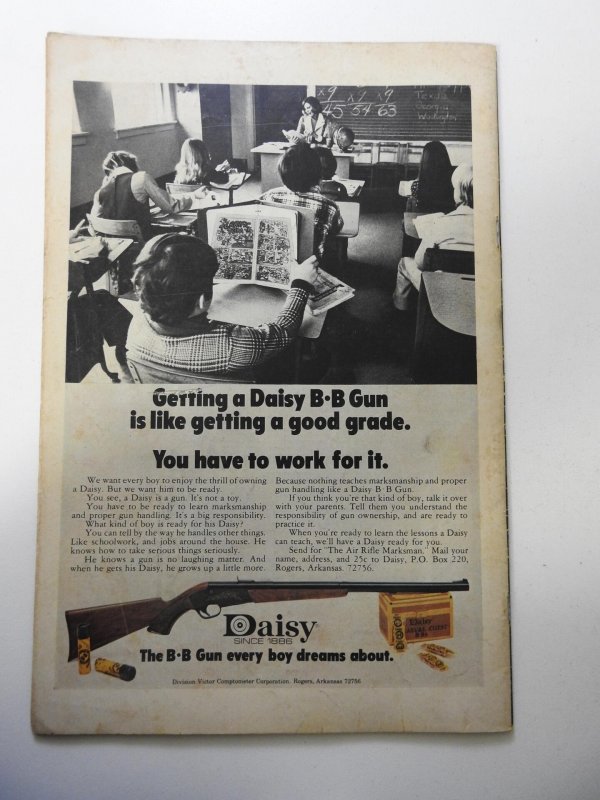 x9 x9 x9
45 54 63
Texas
Georgia
Washington
Getting a Daisy B·B Gun
is like getting a good grade.
You have to work for it.
We want every boy to enjoy the thrill of owning
a Daisy. But we want him to be ready.
You see, a Daisy is a gun. It's not a toy.
You have to be ready to learn marksmanship
and proper gun handling. It's a big responsibility.
What kind of boy is ready for his Daisy?
You can tell by the way he handles other things.
Like schoolwork, and jobs around the house. He
knows how to take serious things seriously.
He knows a gun is no laughing matter. And
when he gets his Daisy, he grows up a little more.
Because nothing teaches marksmanship and proper
gun handling like a Daisy B·B Gun.
If you think you're that kind of boy, talk it over
with your parents. Tell them you understand the
responsibility of gun ownership, and are ready to
practice it.
When you're ready to learn the lessons a Daisy
can teach, we'll have a Daisy ready for you.
Send for "The Air Rifle Marksman." Mail your
name, address, and 25c to Daisy, P.O. Box 220,
Rogers, Arkansas 72756.
Daisy
SINCE 1886
The B·B Gun every boy dreams about.
Division Victor Comptometer Corporation. Rogers, Arkansas 72756